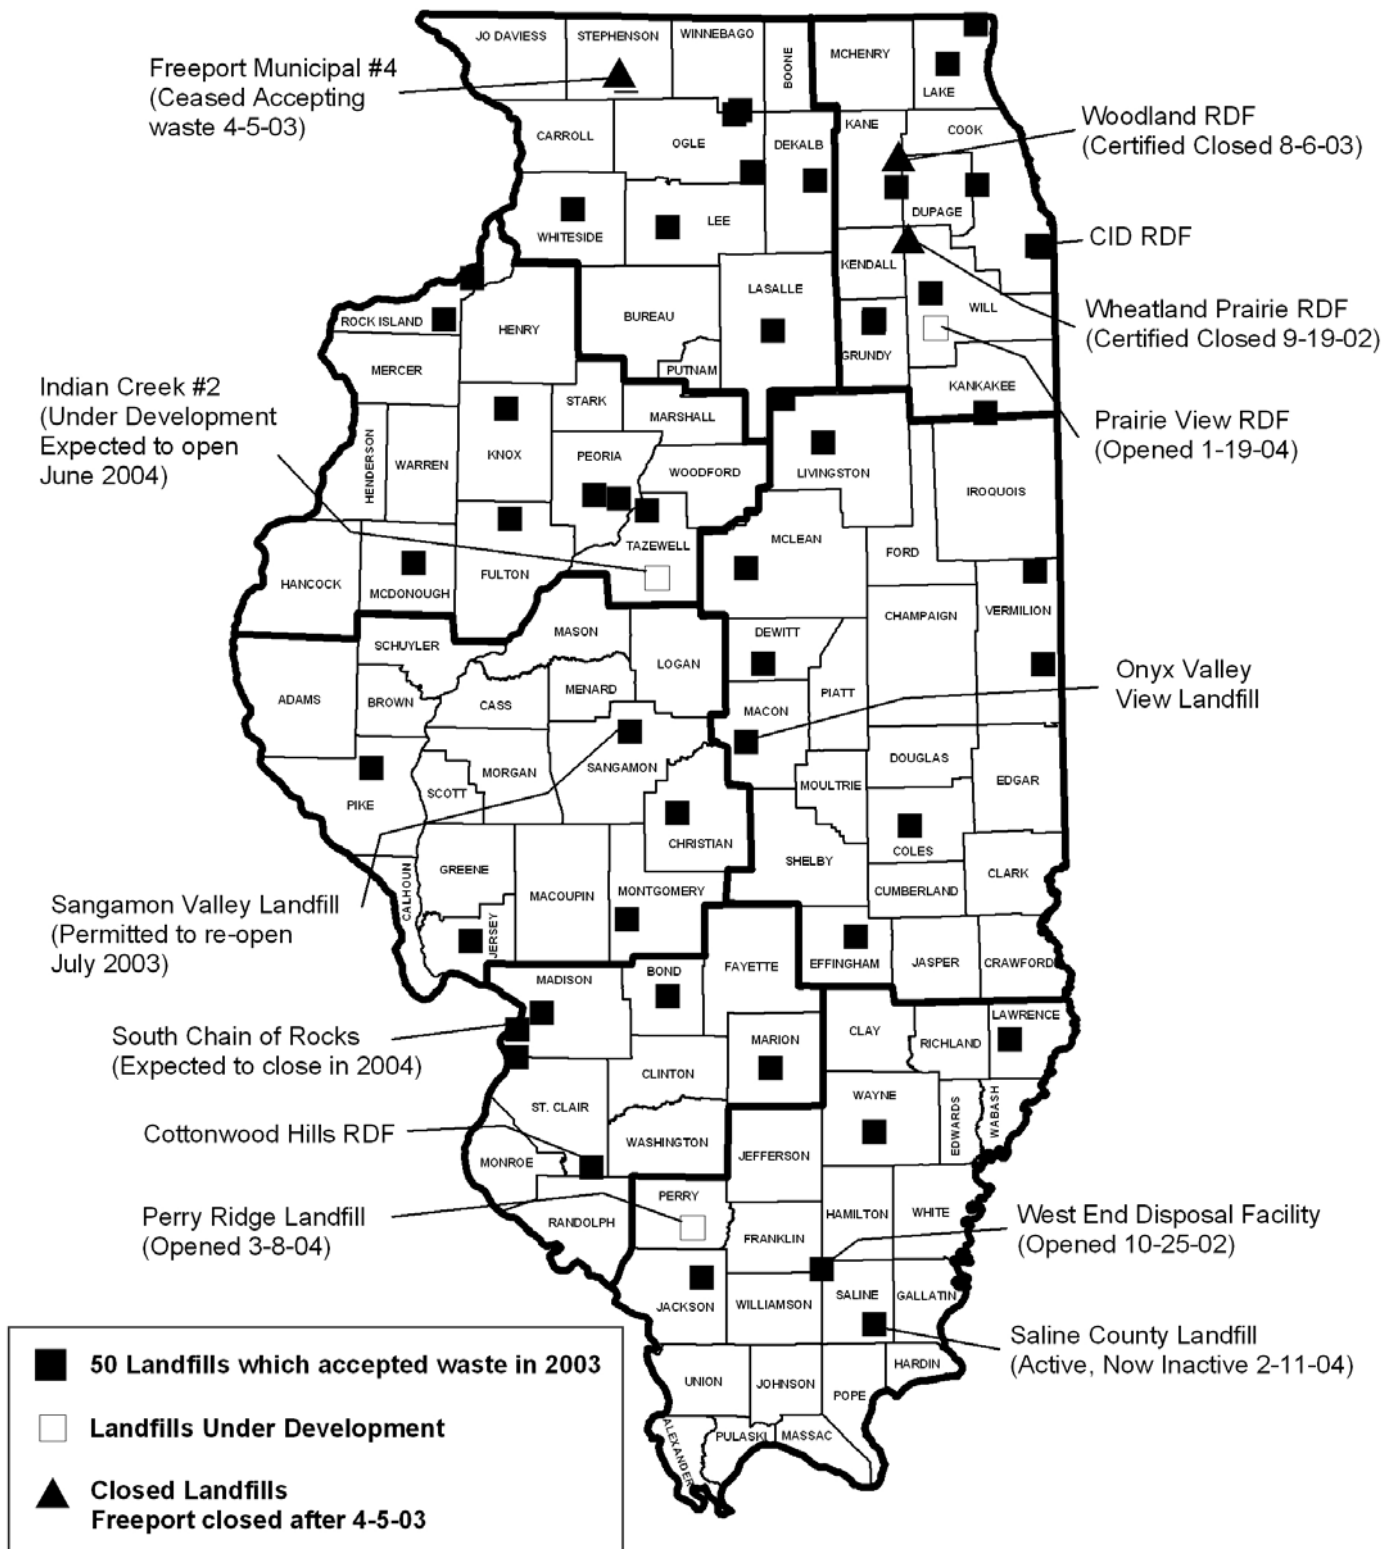 JO DAVIESS
STEPHENSON
WINNEBAGO
BOONE
MCHENRY
LAKE
Freeport Municipal #4
(Ceased Accepting
waste 4-5-03)
CARROLL
OGLE
DEKALB
KANE
COOK
Woodland RDF
(Certified Closed 8-6-03)
WHITESIDE
LEE
DUPAGE
CID RDF
KENDALL
ROCK ISLAND
HENRY
BUREAU
LASALLE
WILL
Wheatland Prairie RDF
(Certified Closed 9-19-02)
MERCER
PUTNAM
GRUNDY
KANKAKEE
Indian Creek #2
(Under Development
Expected to open
June 2004)
STARK
MARSHALL
Prairie View RDF
(Opened 1-19-04)
HENDERSON
WARREN
KNOX
PEORIA
WOODFORD
LIVINGSTON
IROQUOIS
TAZEWELL
MCLEAN
FORD
HANCOCK
MCDONOUGH
FULTON
CHAMPAIGN
VERMILION
SCHUYLER
MASON
LOGAN
DEWITT
ADAMS
BROWN
CASS
MENARD
MACON
PIATT
Onyx Valley
View Landfill
PIKE
SCOTT
MORGAN
SANGAMON
CHRISTIAN
MOULTRIE
DOUGLAS
EDGAR
COLES
SHELBY
CUMBERLAND
CLARK
CALHOUN
GREENE
MACOUPIN
MONTGOMERY
Sangamon Valley Landfill
(Permitted to re-open
July 2003)
JERSEY
FAYETTE
EFFINGHAM
JASPER
CRAWFORD
MADISON
BOND
South Chain of Rocks
(Expected to close in 2004)
MARION
CLAY
RICHLAND
LAWRENCE
CLINTON
ST. CLAIR
WAYNE
EDWARDS
WABASH
Cottonwood Hills RDF
MONROE
WASHINGTON
JEFFERSON
Perry Ridge Landfill
(Opened 3-8-04)
RANDOLPH
PERRY
FRANKLIN
HAMILTON
WHITE
West End Disposal Facility
(Opened 10-25-02)
JACKSON
WILLIAMSON
SALINE
GALLATIN
Saline County Landfill
(Active, Now Inactive 2-11-04)
UNION
JOHNSON
POPE
HARDIN
ALEXANDER
PULASKI
MASSAC
50 Landfills which accepted waste in 2003
Landfills Under Development
Closed Landfills
Freeport closed after 4-5-03